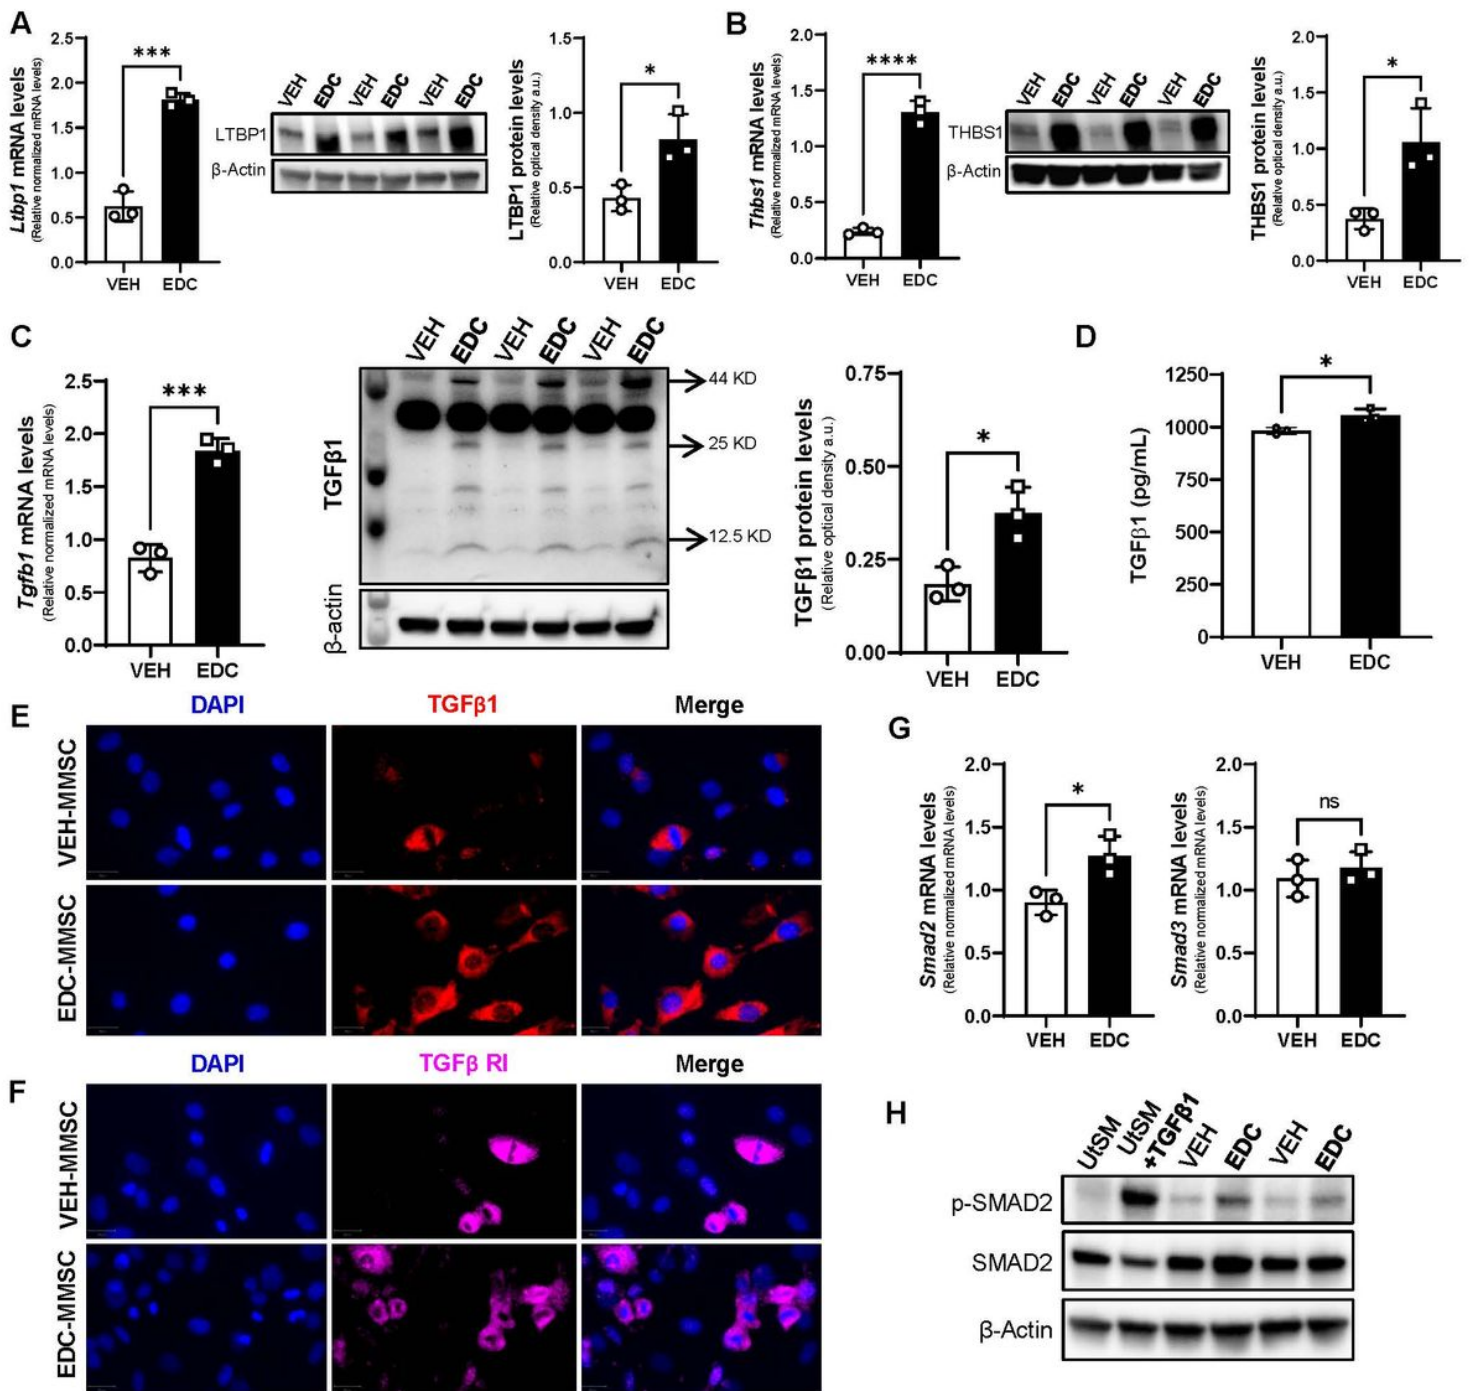 A
Ltbp1 mRNA levels
(Relative normalized mRNA levels)
2.5
2.0
1.5
1.0
0.5
0.0
***
VEH
EDC
VEH EDC VEH EDC VEH EDC
LTBP1
β-Actin
LTBP1 protein levels
(Relative optical density a.u.)
1.5
1.0
0.5
0.0
*
VEH
EDC
B
Thbs1 mRNA levels
(Relative normalized mRNA levels)
2.0
1.5
1.0
0.5
0.0
****
VEH
EDC
VEH EDC VEH EDC VEH EDC
THBS1
β-Actin
THBS1 protein levels
(Relative optical density a.u.)
2.0
1.5
1.0
0.5
0.0
*
VEH
EDC
C
Tgfb1 mRNA levels
(Relative normalized mRNA levels)
2.5
2.0
1.5
1.0
0.5
0.0
***
VEH
EDC
VEH EDC VEH EDC VEH EDC
TGFβ1
44 KD
25 KD
12.5 KD
β-actin
TGFβ1 protein levels
(Relative optical density a.u.)
0.75
0.50
0.25
0.00
*
VEH
EDC
D
TGFβ1 (pg/mL)
1250
1000
750
500
250
0
*
VEH
EDC
E
DAPI
TGFβ1
Merge
VEH-MMSC
EDC-MMSC
F
DAPI
TGFβ RI
Merge
VEH-MMSC
EDC-MMSC
G
Smad2 mRNA levels
(Relative normalized mRNA levels)
2.0
1.5
1.0
0.5
0.0
*
VEH
EDC
Smad3 mRNA levels
(Relative normalized mRNA levels)
2.0
1.5
1.0
0.5
0.0
ns
VEH
EDC
H
UtSM
UtSM
+TGFβ1
VEH
EDC
VEH
EDC
p-SMAD2
SMAD2
β-Actin